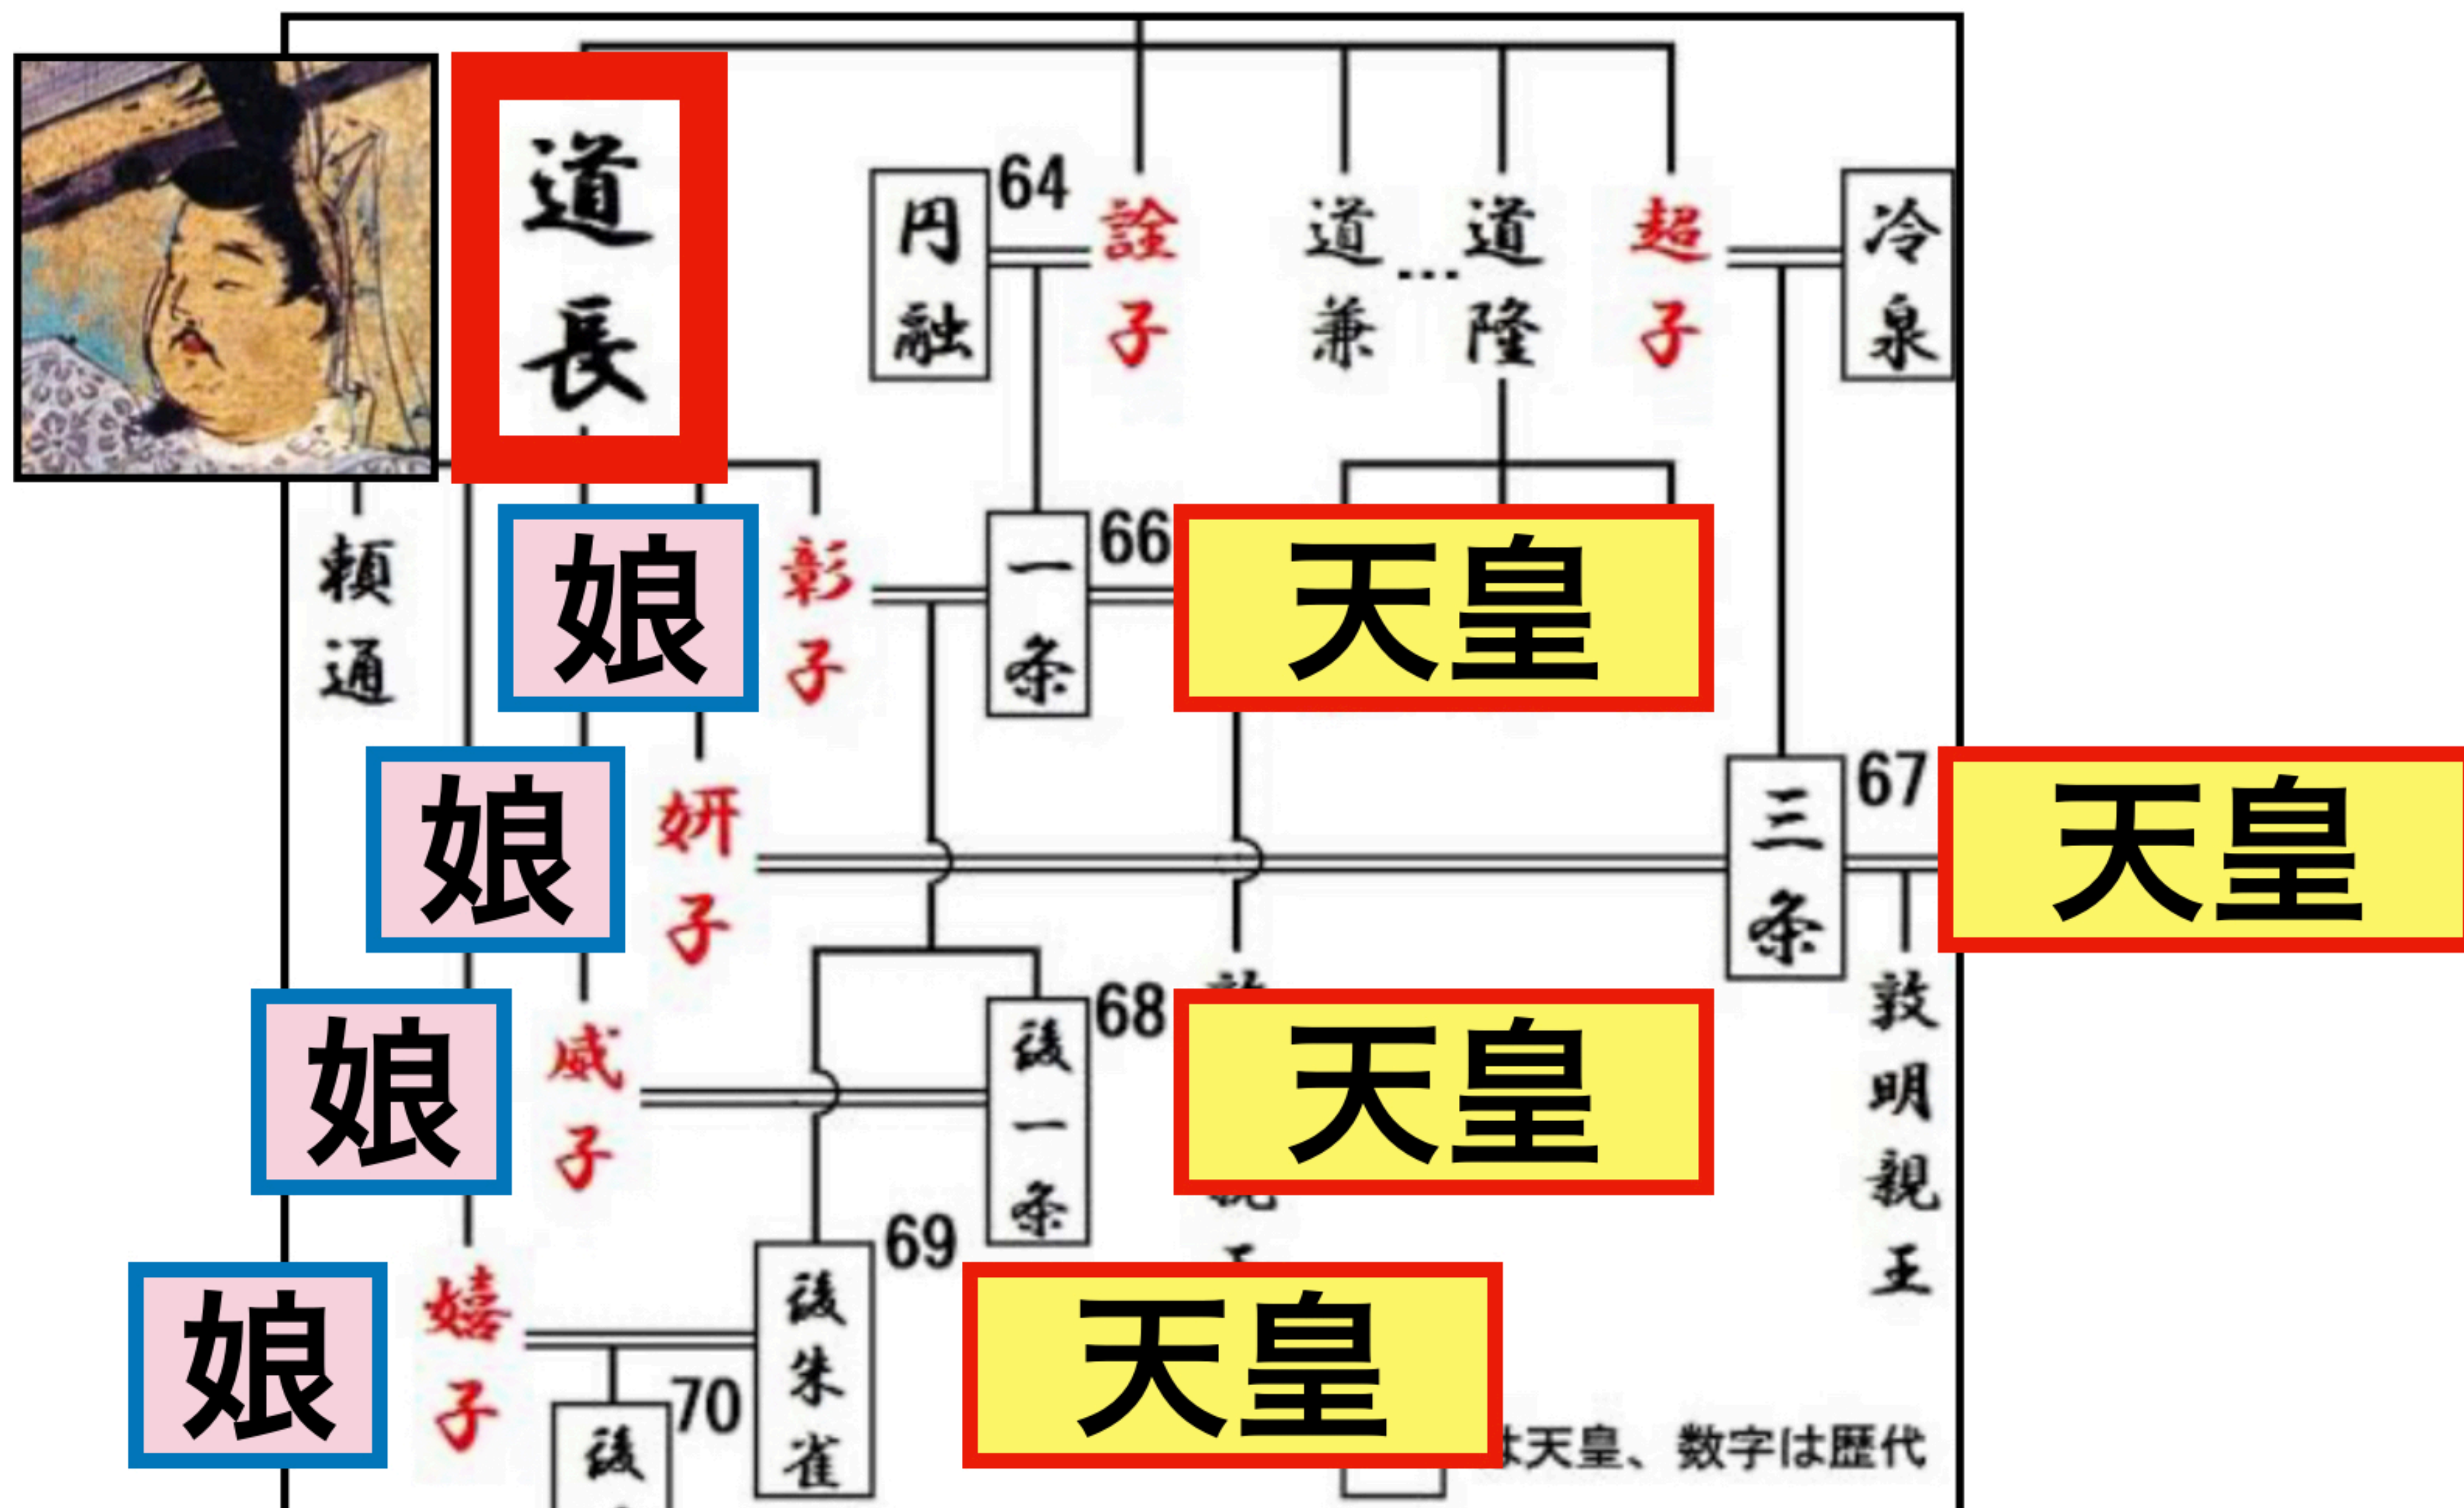 道長
円融
64
詮子
道兼
…
道隆
超子
冷泉
頼通
娘
彰子
一条
66
天皇
娘
妍子
三条
67
天皇
娘
威子
後一条
68
天皇
敦明親王
娘
嬉子
後朱雀
69
天皇
後
70
は天皇、数字は歴代